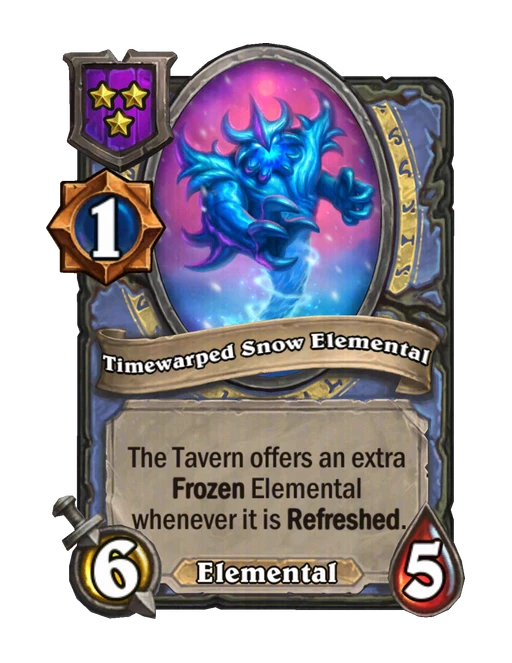 1
Timewarped Snow Elemental
The Tavern offers an extra
Frozen Elemental
whenever it is Refreshed.
6
Elemental
5